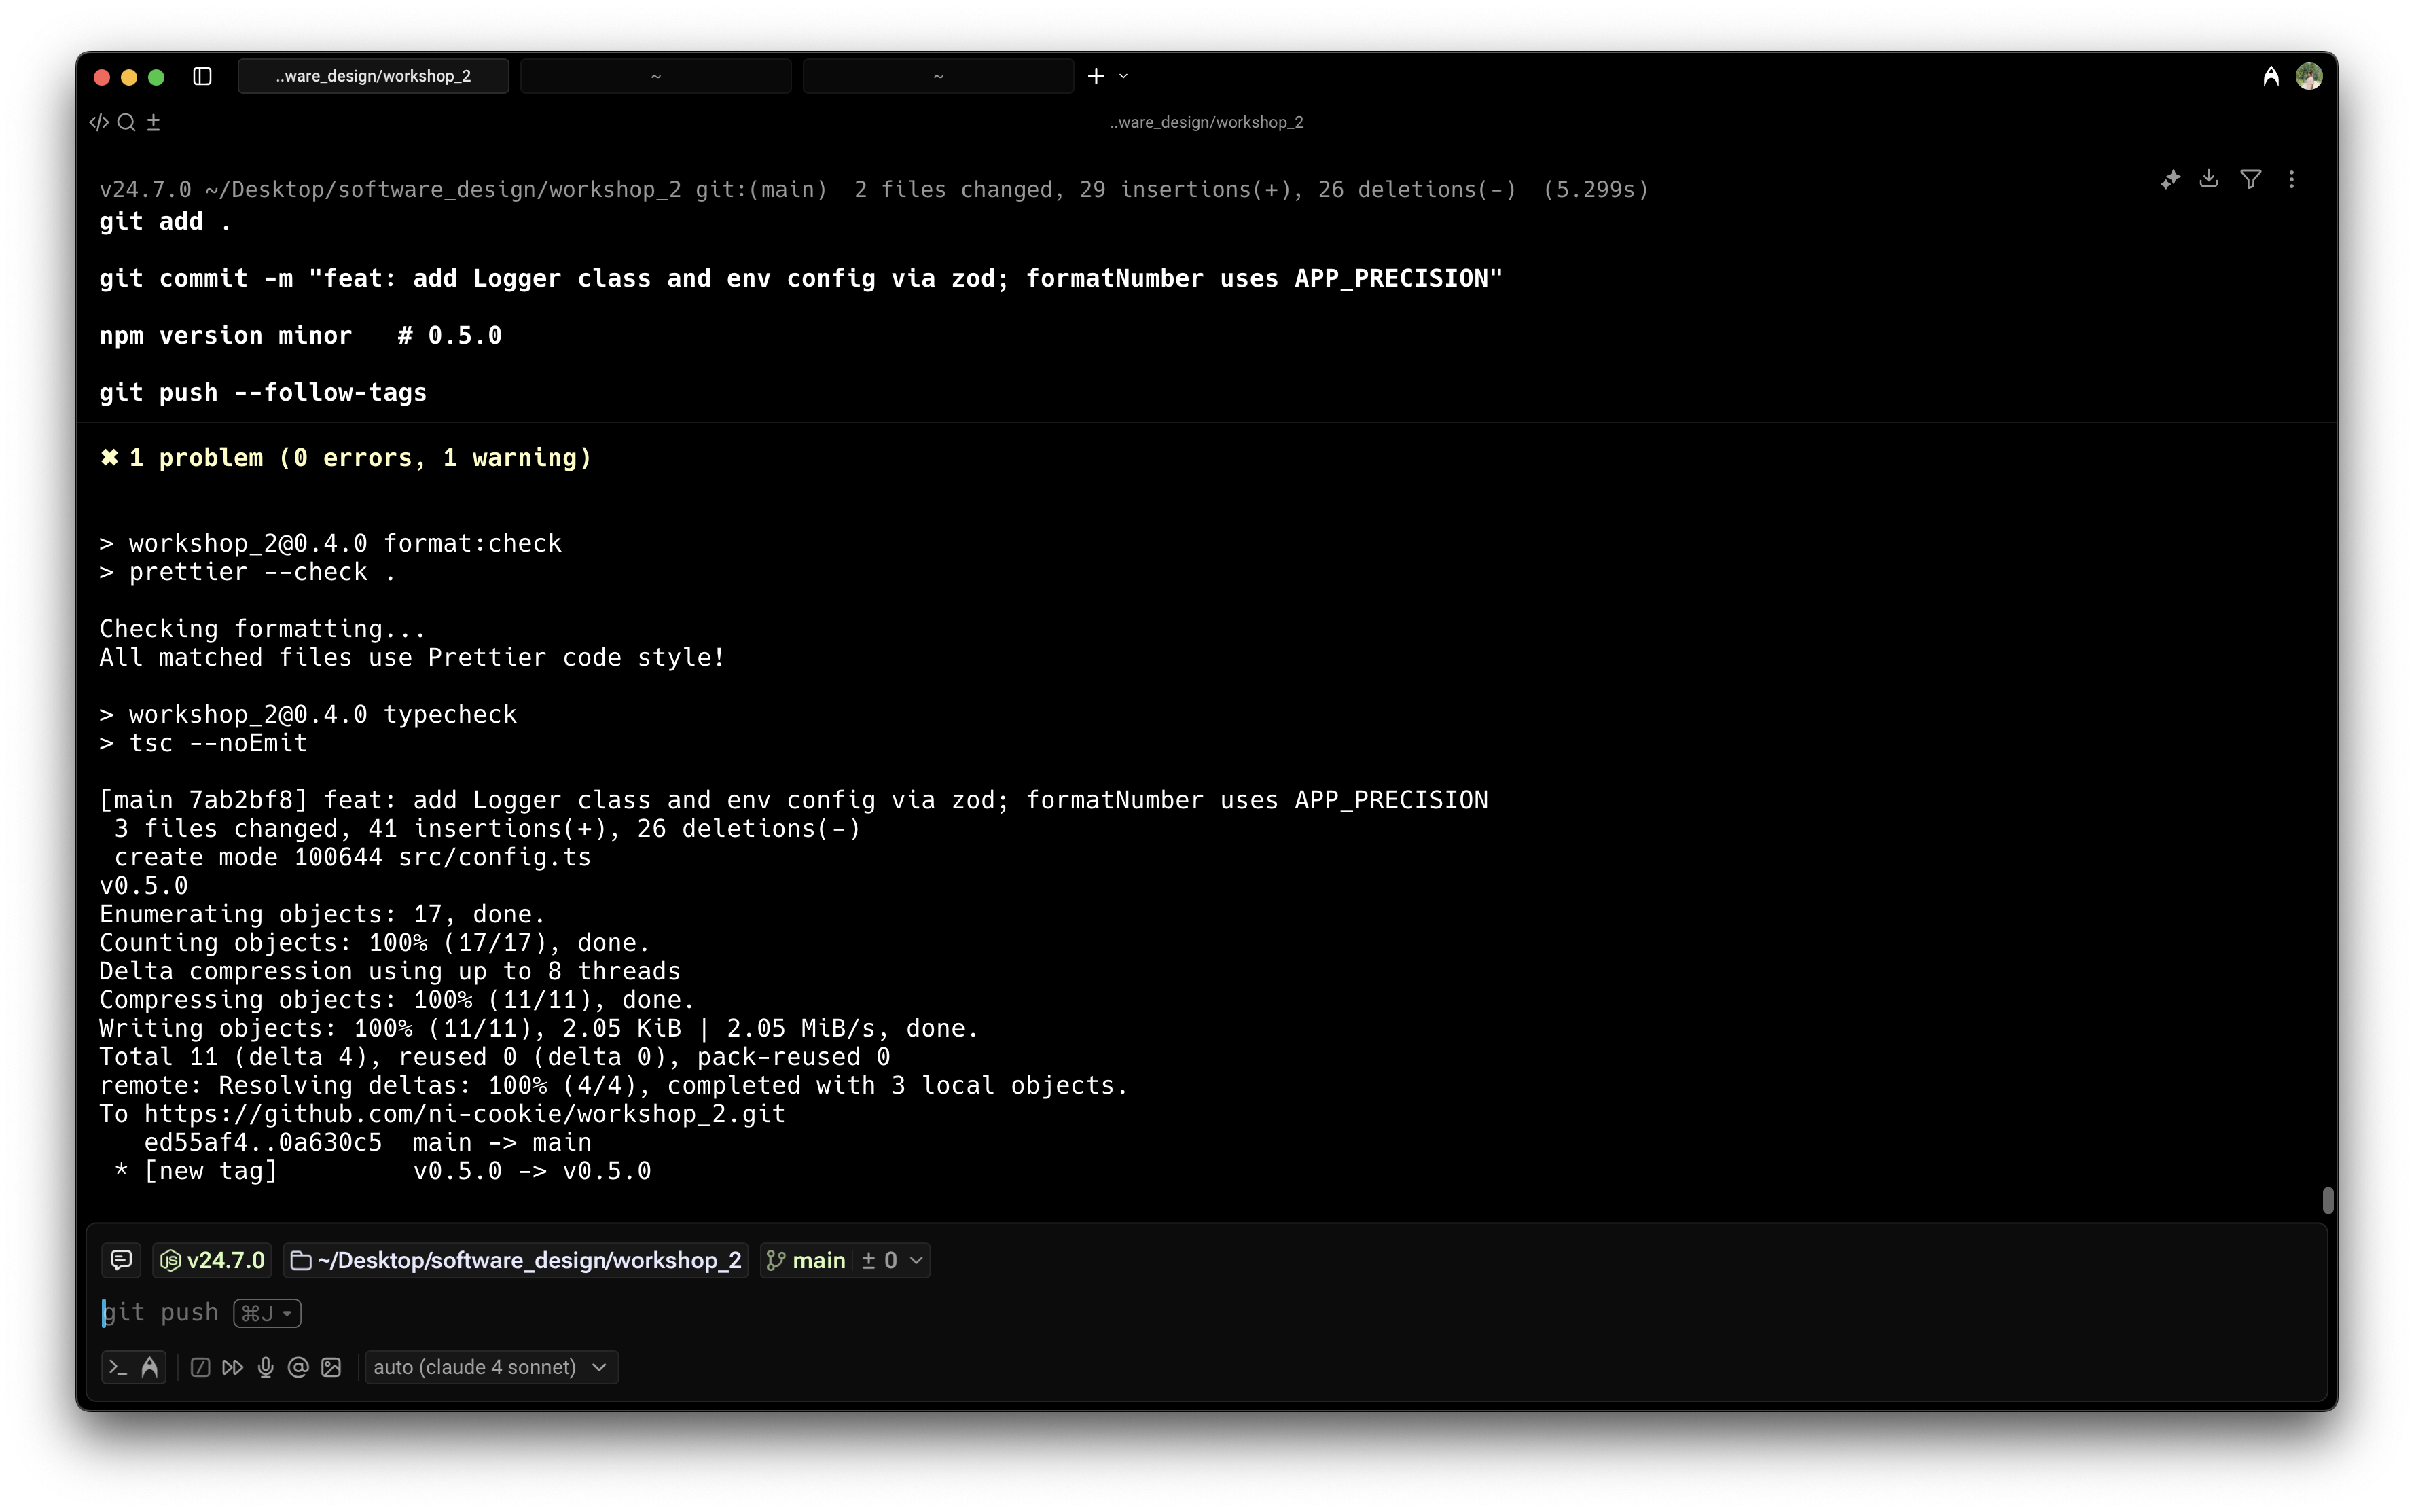 ..ware_design/workshop_2
~
~
..ware_design/workshop_2
v24.7.0 ~/Desktop/software_design/workshop_2 git:(main)  2 files changed, 29 insertions(+), 26 deletions(-)  (5.299s)
git add .
git commit -m "feat: add Logger class and env config via zod; formatNumber uses APP_PRECISION"
npm version minor   # 0.5.0
git push --follow-tags
✖ 1 problem (0 errors, 1 warning)
> workshop_2@0.4.0 format:check
> prettier --check .
Checking formatting...
All matched files use Prettier code style!
> workshop_2@0.4.0 typecheck
> tsc --noEmit
[main 7ab2bf8] feat: add Logger class and env config via zod; formatNumber uses APP_PRECISION
 3 files changed, 41 insertions(+), 26 deletions(-)
 create mode 100644 src/config.ts
v0.5.0
Enumerating objects: 17, done.
Counting objects: 100% (17/17), done.
Delta compression using up to 8 threads
Compressing objects: 100% (11/11), done.
Writing objects: 100% (11/11), 2.05 KiB | 2.05 MiB/s, done.
Total 11 (delta 4), reused 0 (delta 0), pack-reused 0
remote: Resolving deltas: 100% (4/4), completed with 3 local objects.
To https://github.com/ni-cookie/workshop_2.git
   ed55af4..0a630c5  main -> main
 * [new tag]         v0.5.0 -> v0.5.0
v24.7.0 ~/Desktop/software_design/workshop_2 main ± 0
git push ⌘J
auto (claude 4 sonnet)